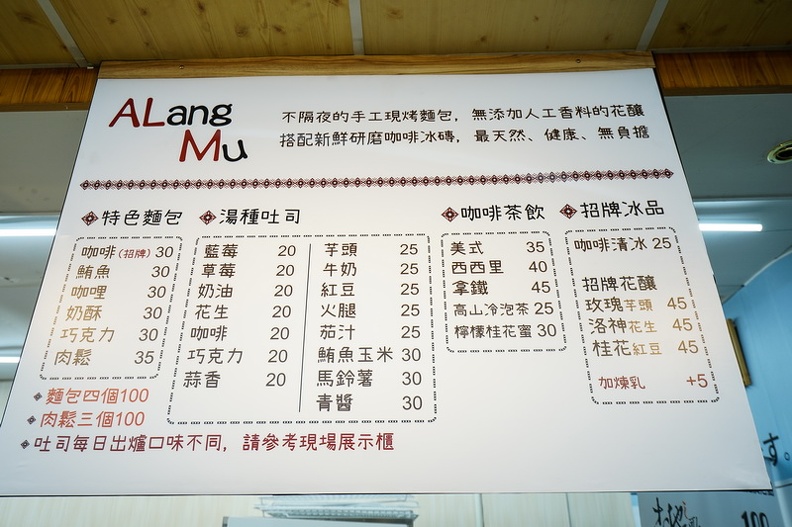 ALang
Mu
不隔夜的手工現烤麵包，無添加人工香料的花釀
搭配新鮮研磨咖啡冰磚，最天然、健康、無負擔
特色麵包
咖啡(招牌) 30
鮪魚 30
咖哩 30
奶酥 30
巧克力 30
肉鬆 35
麵包四個100
肉鬆三個100
湯種吐司
藍莓 20
草莓 20
奶油 20
花生 20
咖啡 20
巧克力 20
蒜香 20
芋頭 25
牛奶 25
紅豆 25
火腿 25
茄汁 25
鮪魚玉米 30
馬鈴薯 30
青醬 30
吐司每日出爐口味不同，請參考現場展示櫃
咖啡茶飲
美式 35
西西里 40
拿鐵 45
高山冷泡茶 25
檸檬桂花蜜 30
招牌冰品
咖啡清冰 25
招牌花釀
玫瑰芋頭 45
洛神花生 45
桂花紅豆 45
加煉乳 +5
す。
100